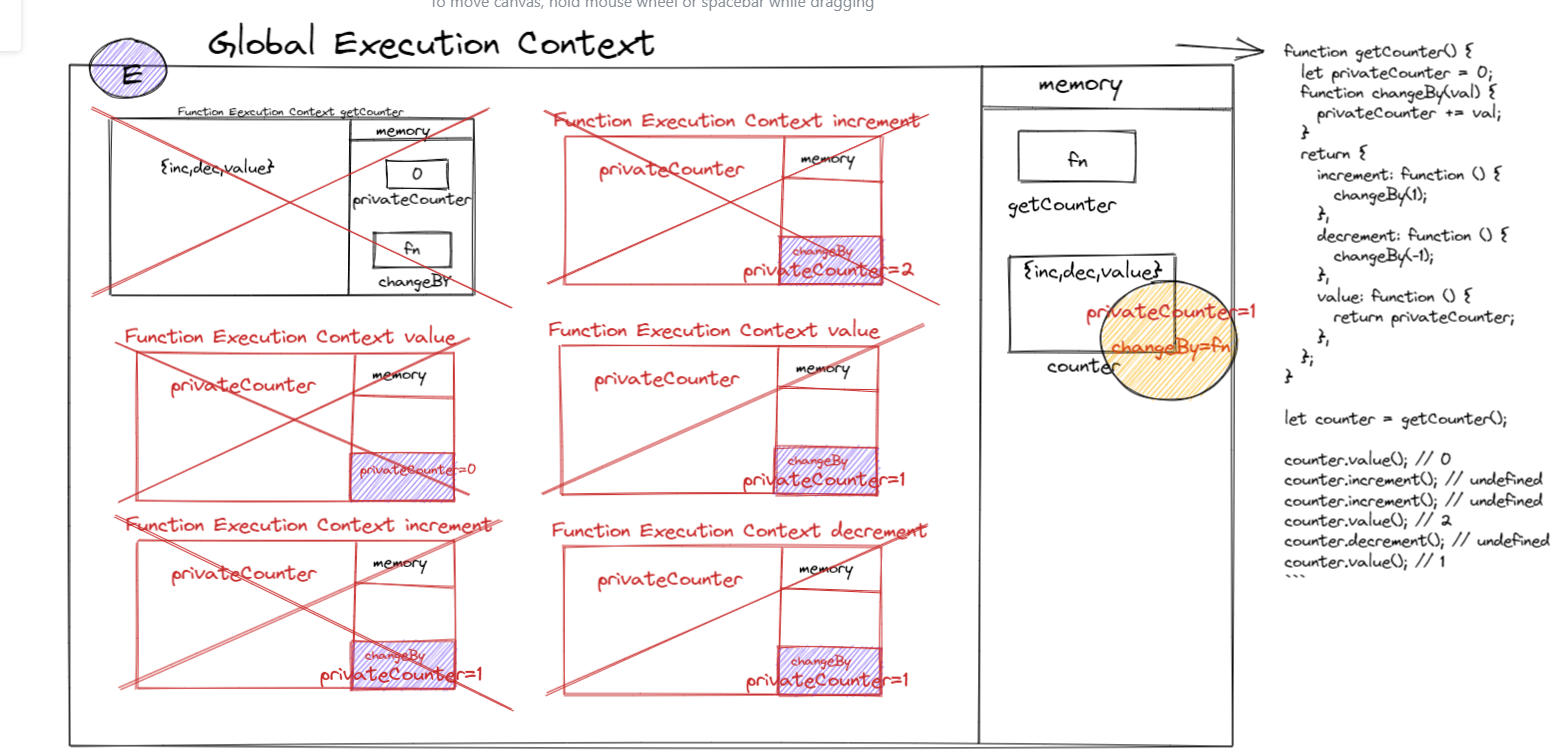 To move canvas, hold mouse wheel or spacebar while dragging
Global Execution Context
E
Function Eexcution Context getCounter
memory
{inc,dec,value}
0
privateCounter
fn
changeBY
Function Execution Context increment
privateCounter
memory
changeBy
privateCounter=2
Function Execution Context value
privateCounter
memory
privateCounter=0
Function Execution Context value
privateCounter
memory
changeBy
privateCounter=1
Function Execution Context increment
privateCounter
memory
changeBy
privateCounter=1
Function Execution Context decrement
privateCounter
memory
changeBy
privateCounter=1
memory
fn
getCounter
{inc,dec,value}
privateCounter=1
changeBy=fn
counter
function getCounter() {
let privateCounter = 0;
function changeBy(val) {
privateCounter += val;
}
return {
increment: function () {
changeBy(1);
},
decrement: function () {
changeBy(-1);
},
value: function () {
return privateCounter;
},
};
}
let counter = getCounter();
counter.value(); // 0
counter.increment(); // undefined
counter.increment(); // undefined
counter.value(); // 2
counter.decrement(); // undefined
counter.value(); // 1
```